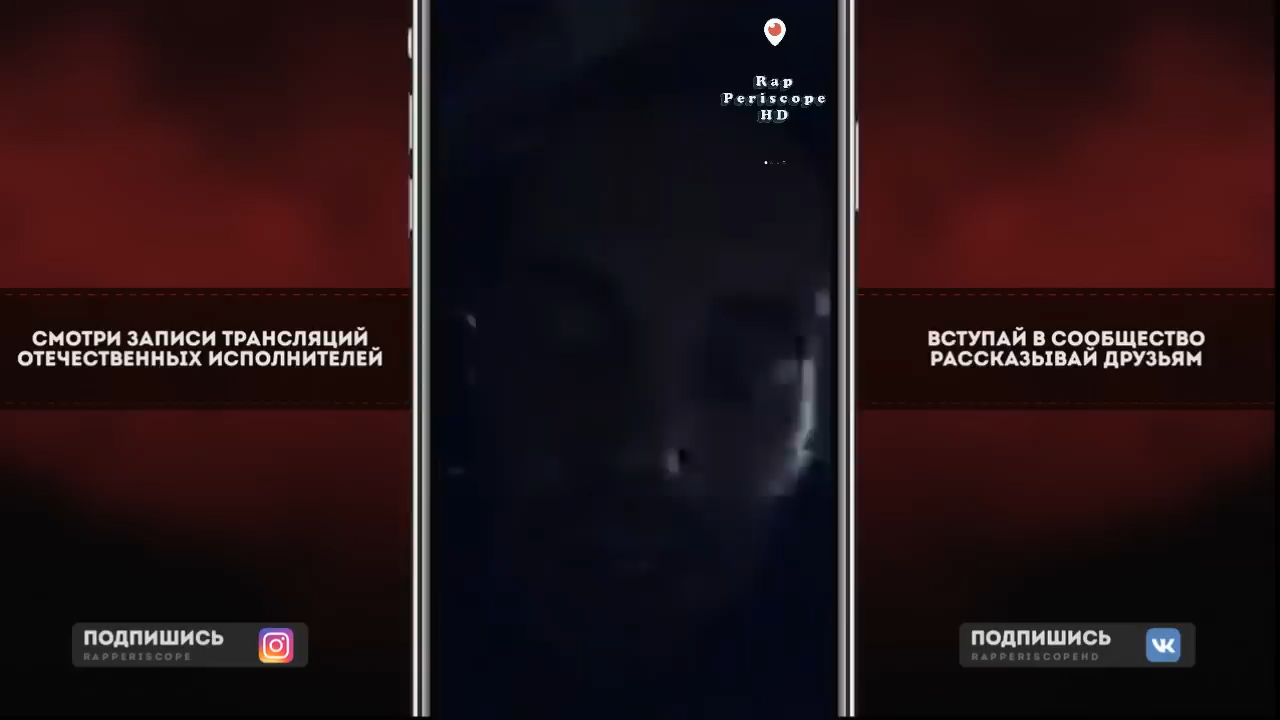 Rap
Periscope
HD
СМОТРИ ЗАПИСИ ТРАНСЛЯЦИЙ
ОТЕЧЕСТВЕННЫХ ИСПОЛНИТЕЛЕЙ
ВСТУПАЙ В СООБЩЕСТВО
РАССКАЗЫВАЙ ДРУЗЬЯМ
ПОДПИШИСЬ
RAPPERISCOPE
ПОДПИШИСЬ
RAPPERISCOPEHD